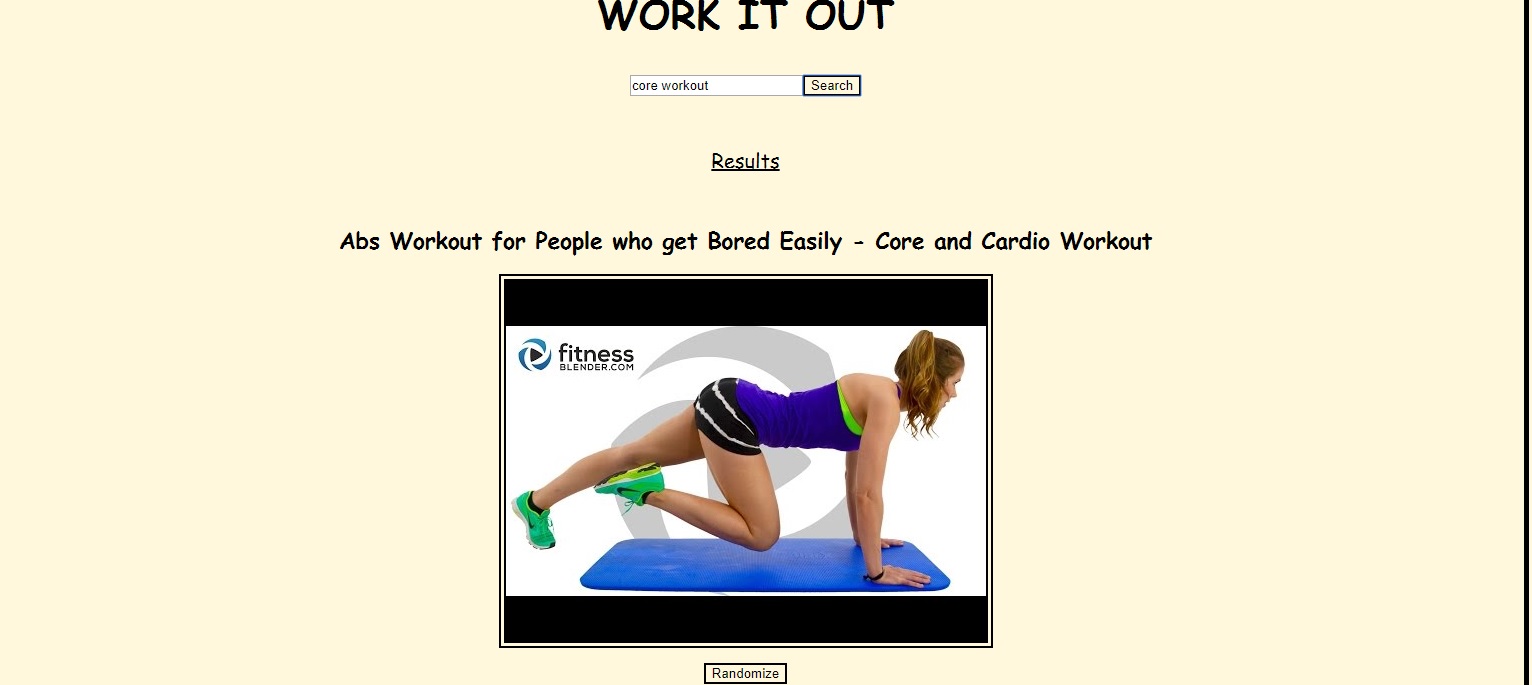 WORK IT OUT
core workout Search
Results
Abs Workout for People who get Bored Easily - Core and Cardio Workout
fitness
BLENDER.COM
Randomize